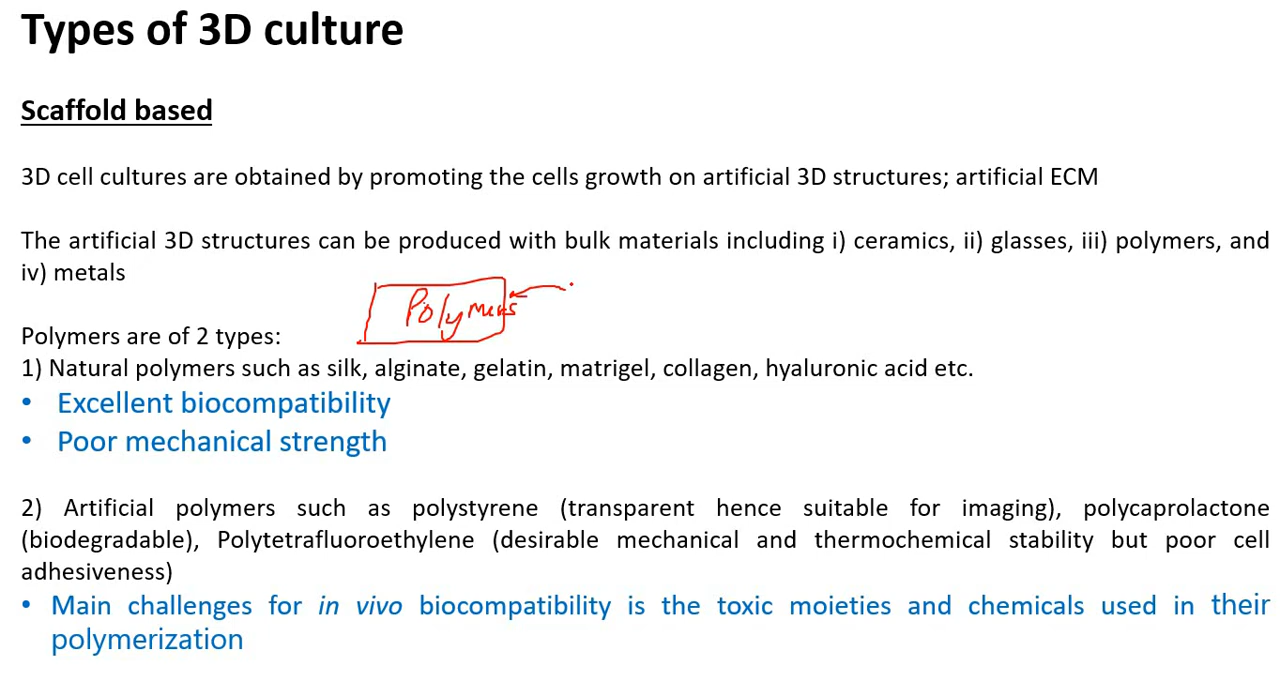 Types of 3D culture
Scaffold based
3D cell cultures are obtained by promoting the cells growth on artificial 3D structures; artificial ECM
The artificial 3D structures can be produced with bulk materials including i) ceramics, ii) glasses, iii) polymers, and
iv) metals
Polymers
Polymers are of 2 types:
1) Natural polymers such as silk, alginate, gelatin, matrigel, collagen, hyaluronic acid etc.
• Excellent biocompatibility
• Poor mechanical strength
2) Artificial polymers such as polystyrene (transparent hence suitable for imaging), polycaprolactone
(biodegradable), Polytetrafluoroethylene (desirable mechanical and thermochemical stability but poor cell
adhesiveness)
• Main challenges for in vivo biocompatibility is the toxic moieties and chemicals used in their
polymerization